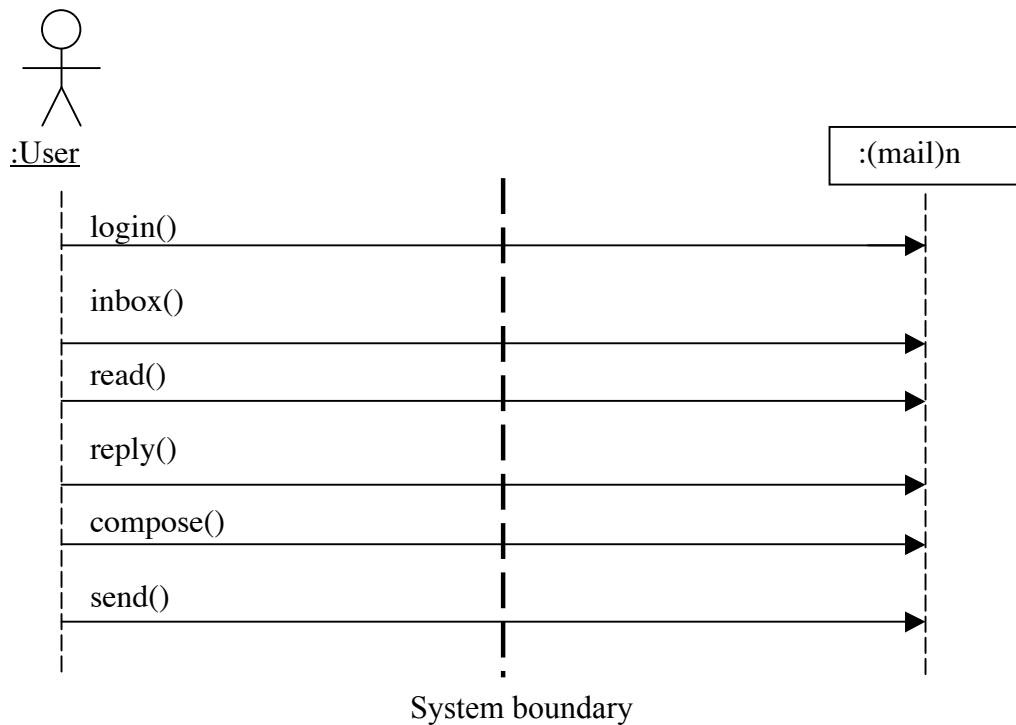 :User
:(mail)n
login()
inbox()
read()
reply()
compose()
send()
System boundary